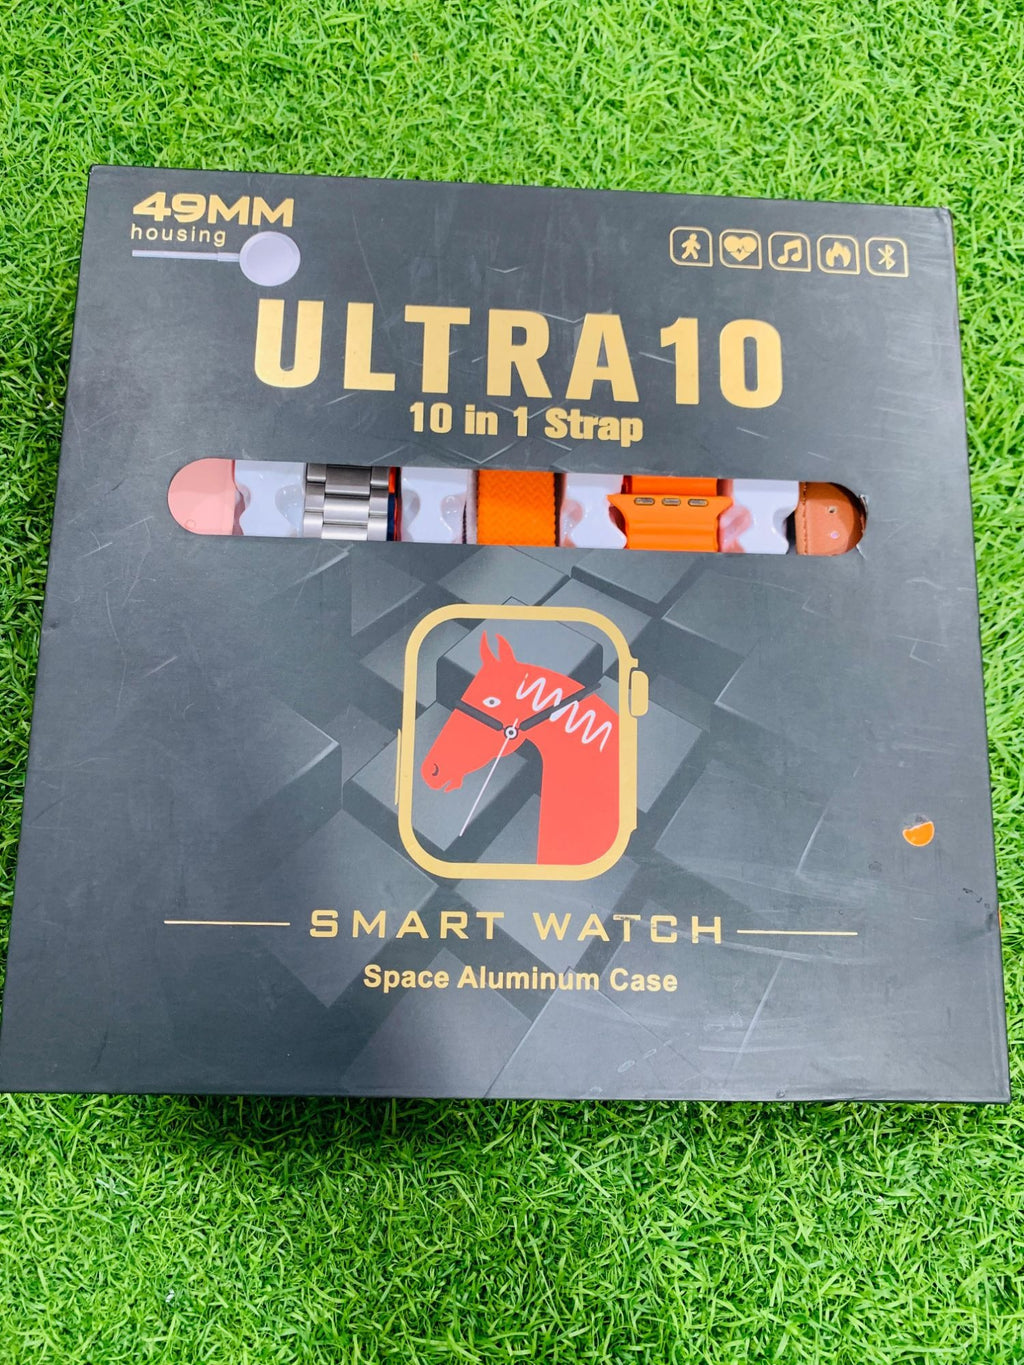 49MM
housing
ULTRA10
10 in 1 Strap
SMART WATCH
Space Aluminum Case